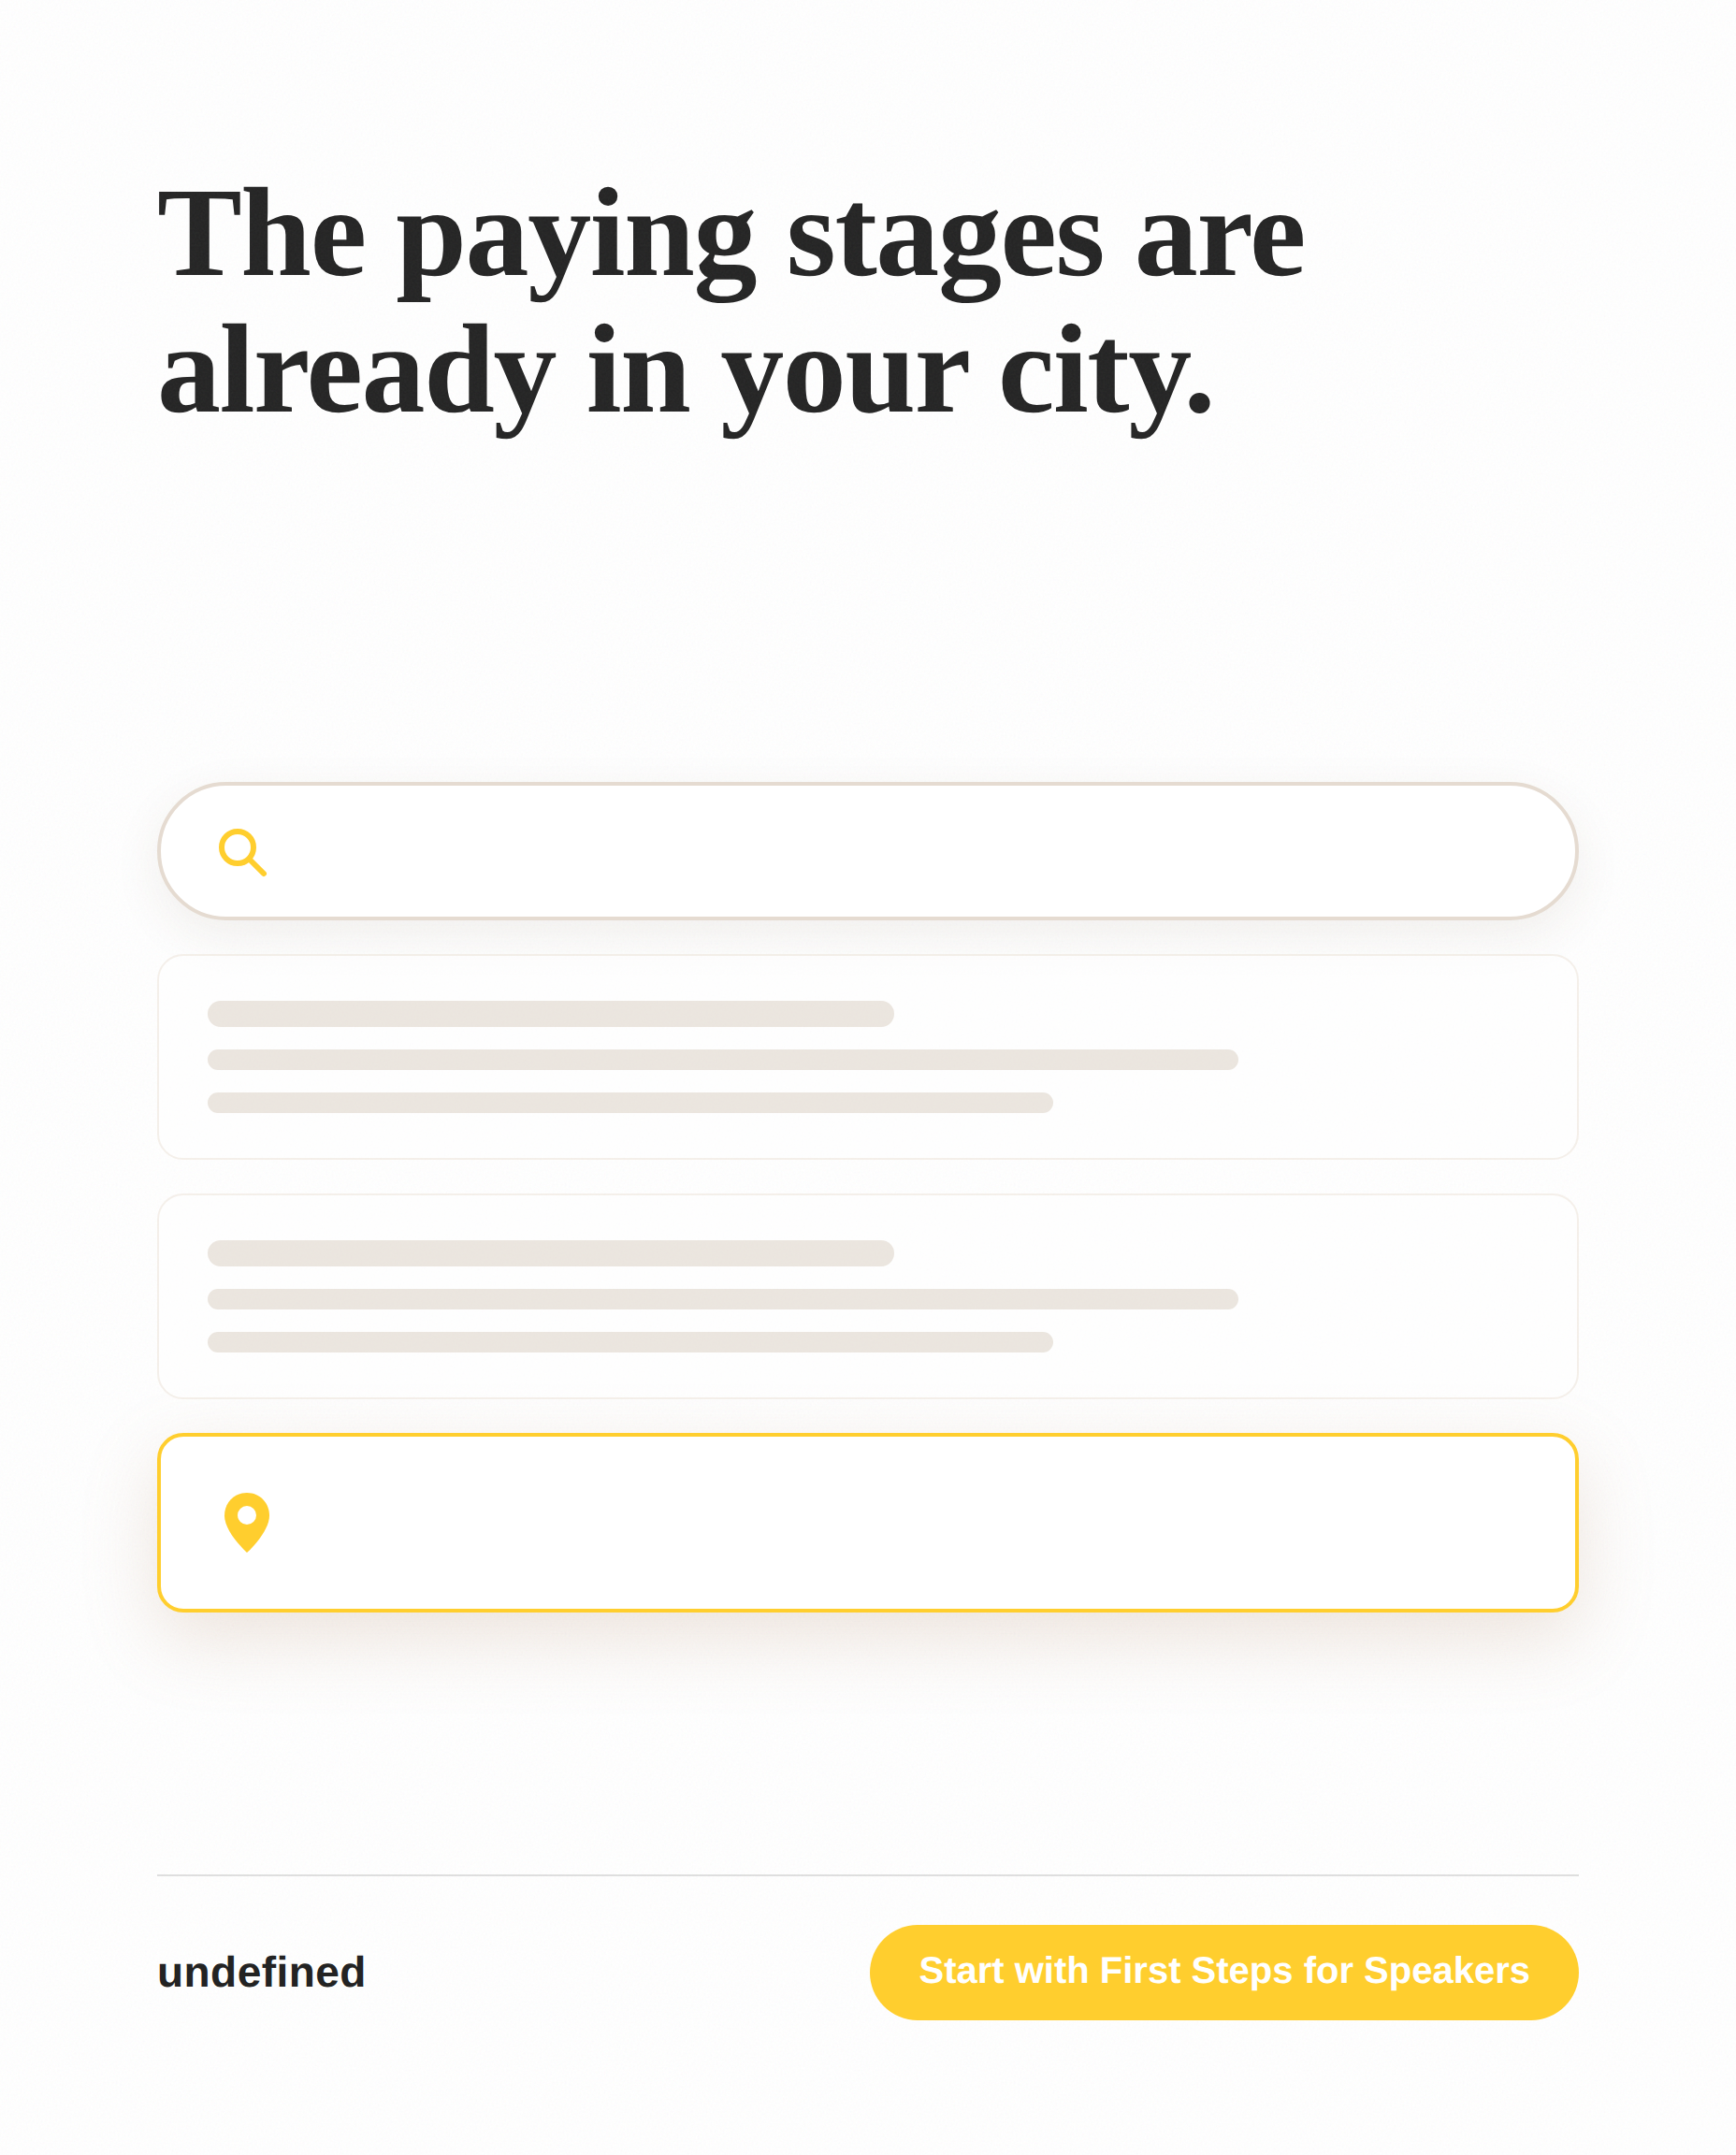 The paying stages are
already in your city.
undefined
Start with First Steps for Speakers